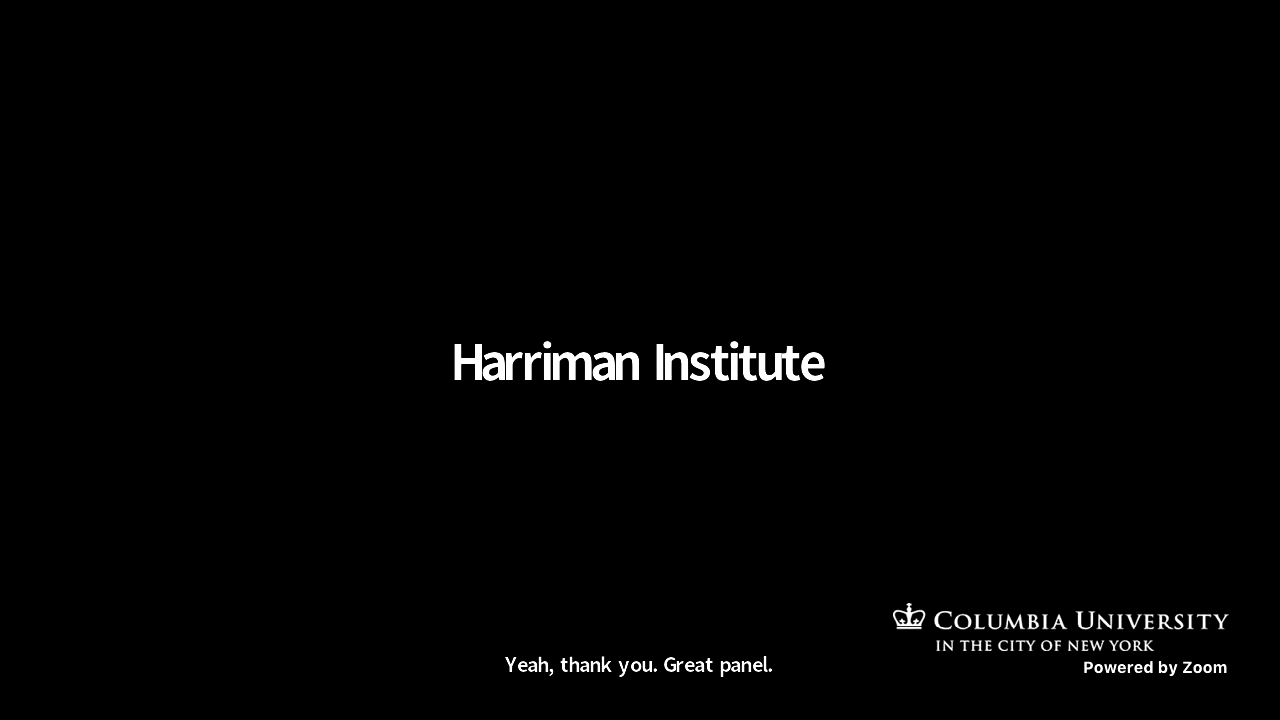 Harriman Institute
COLUMBIA UNIVERSITY
IN THE CITY OF NEW YORK
Yeah, thank you. Great panel.
Powered by Zoom